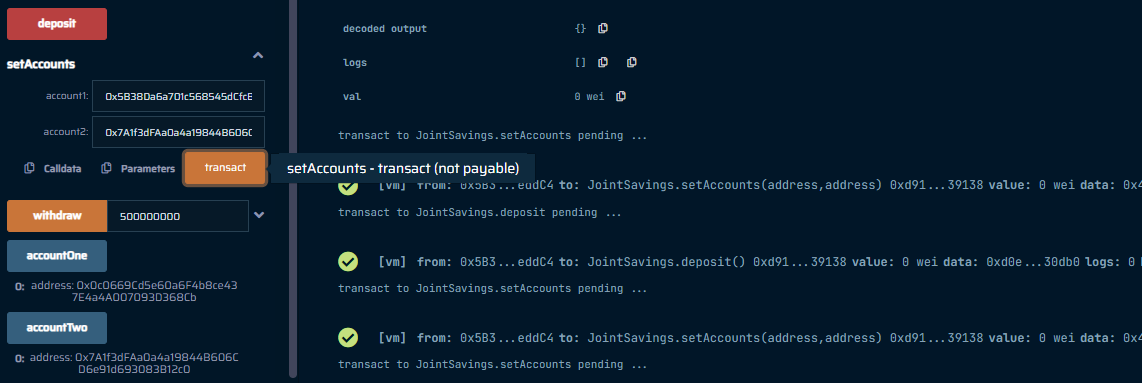 deposit
setAccounts
account1: 0x5B38Da6a701c568545dCfcB
account2: 0x7A1f3dFAa0a4a19844B606C
Calldata Parameters transact
setAccounts - transact (not payable)
withdraw 500000000
accountOne
0: address: 0x0c0669Cd5e60a6F4b8ce43
7E4a4A007093D368Cb
accountTwo
0: address: 0x7A1f3dFAa0a4a19844B606C
D6e91d693083B12c0
decoded output {}
logs []
val 0 wei
transact to JointSavings.setAccounts pending ...
[vm] from: 0x5B3...eddC4 to: JointSavings.setAccounts(address,address) 0xd91...39138 value: 0 wei data: 0x4
transact to JointSavings.deposit pending ...
[vm] from: 0x5B3...eddC4 to: JointSavings.deposit() 0xd91...39138 value: 0 wei data: 0xd0e...30db0 logs: 0
transact to JointSavings.setAccounts pending ...
[vm] from: 0x5B3...eddC4 to: JointSavings.setAccounts(address,address) 0xd91...39138 value: 0 wei data: 0x4
transact to JointSavings.setAccounts pending ...